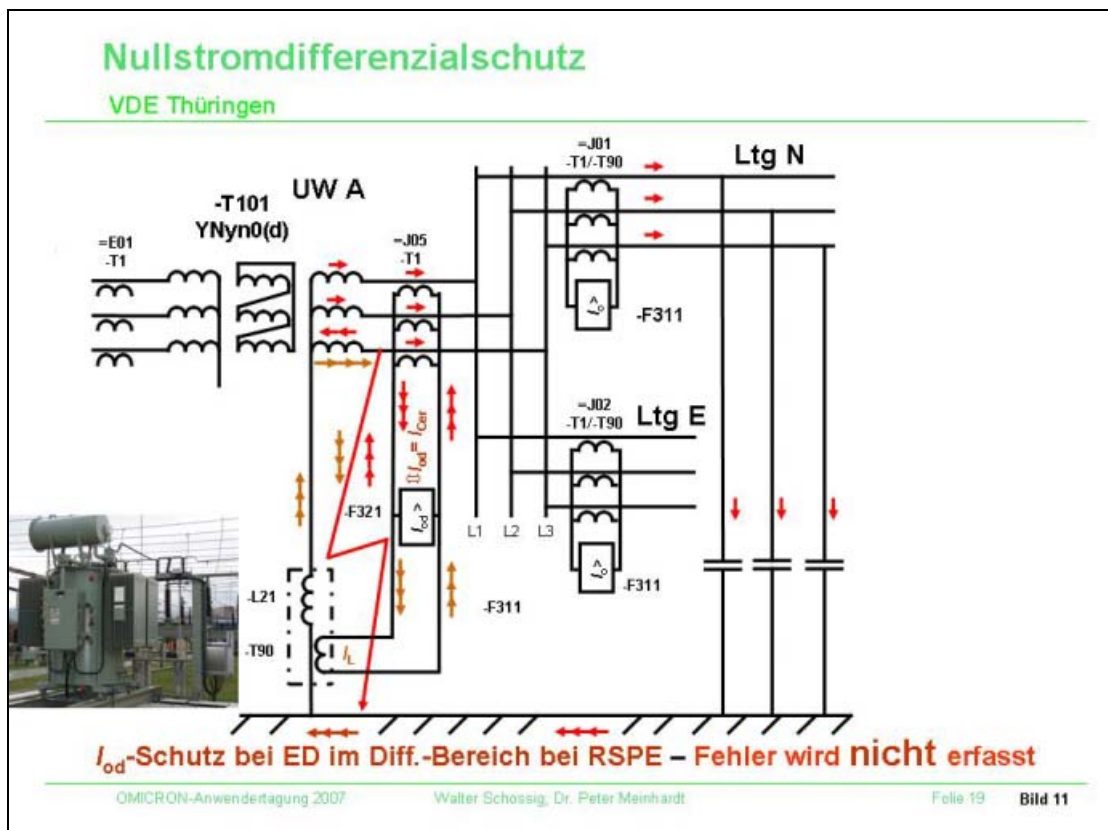 Nullstromdifferenzialschutz
VDE Thüringen
=J01
-T1/-T90
Ltg N
UW A
-T101
YNyn0(d)
=E01
-T1
=J05
-T1
I₀>
-F311
=J02
-T1/-T90
Ltg E
⇕Iod = ICer
-F321
Iod >
L1 L2 L3
I₀>
-F311
-L21
-F311
-T90
IL
Iod-Schutz bei ED im Diff.-Bereich bei RSPE – Fehler wird nicht erfasst
OMICRON-Anwendertagung 2007 Walter Schossig; Dr. Peter Meinhardt Folie 19 Bild 11